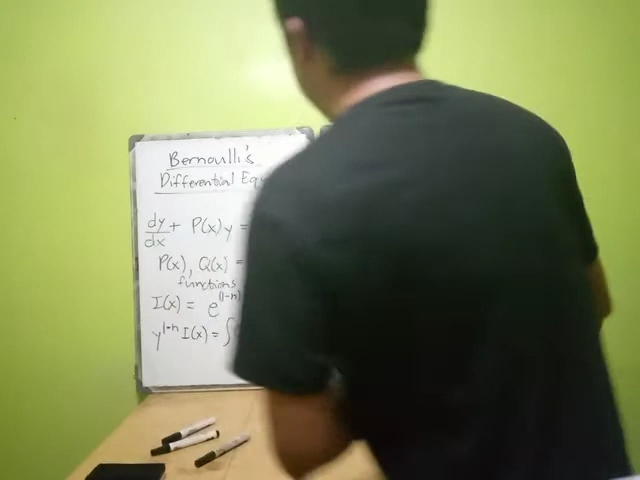 Bernoulli's
Differential Equ
dy/dx + P(x)y =
P(x), Q(x) =
functions
I(x) = e^(1-n)
y^1-n I(x) = ∫